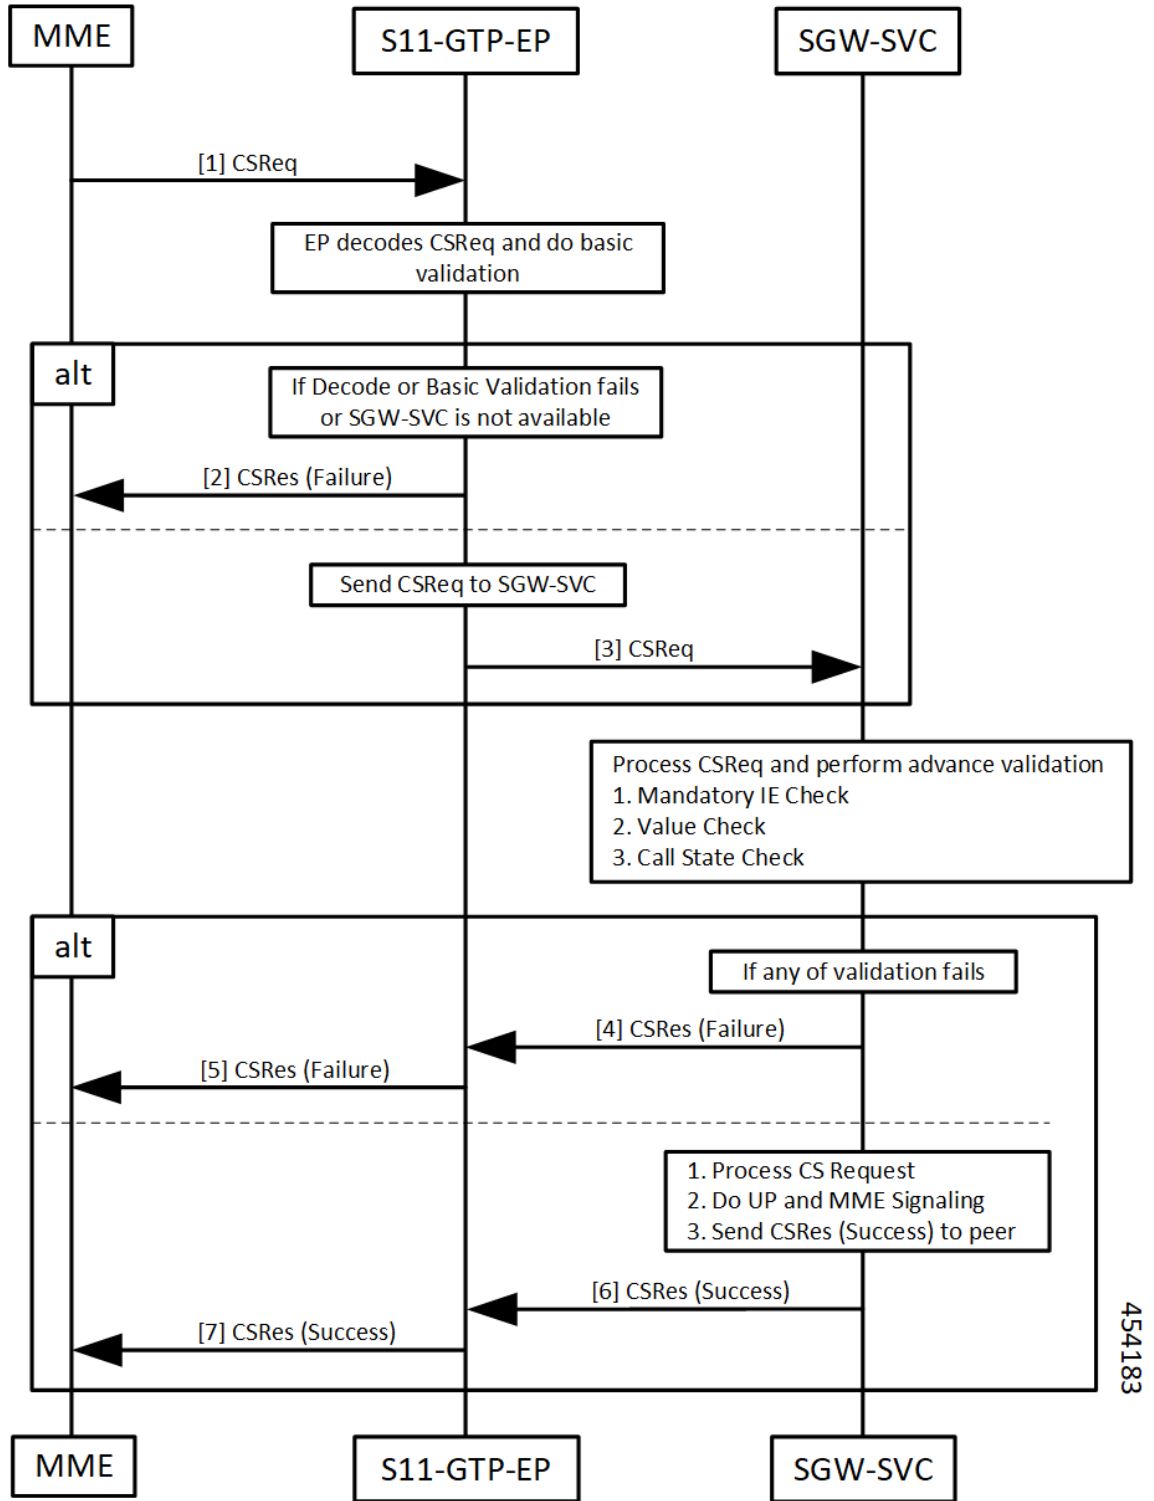 MME
S11-GTP-EP
SGW-SVC
[1] CSReq
EP decodes CSReq and do basic
validation
alt
If Decode or Basic Validation fails
or SGW-SVC is not available
[2] CSRes (Failure)
Send CSReq to SGW-SVC
[3] CSReq
Process CSReq and perform advance validation
1. Mandatory IE Check
2. Value Check
3. Call State Check
alt
If any of validation fails
[4] CSRes (Failure)
[5] CSRes (Failure)
1. Process CS Request
2. Do UP and MME Signaling
3. Send CSRes (Success) to peer
[6] CSRes (Success)
[7] CSRes (Success)
454183
MME
S11-GTP-EP
SGW-SVC